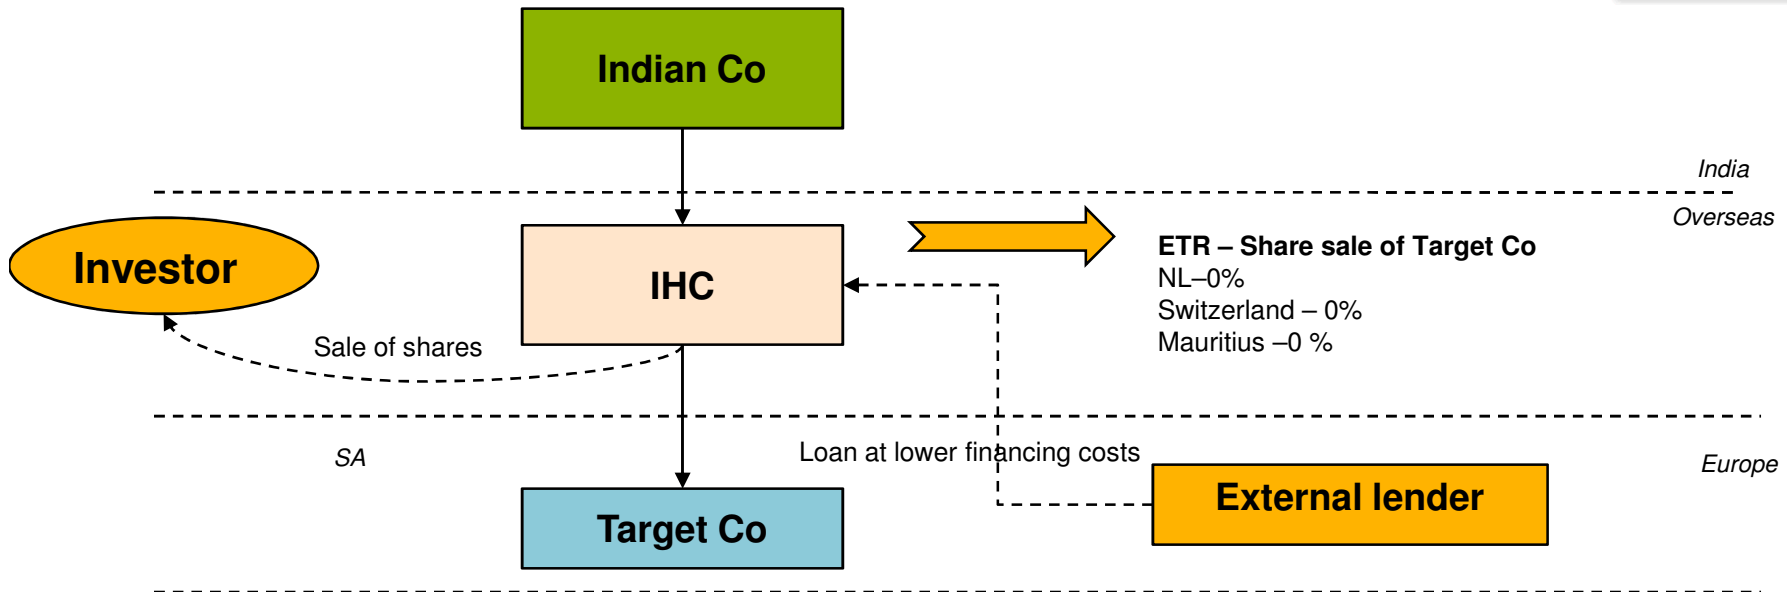 Indian Co
India
Overseas
Investor
IHC
ETR – Share sale of Target Co
NL–0%
Switzerland – 0%
Mauritius –0 %
Sale of shares
SA
Loan at lower financing costs
Europe
External lender
Target Co